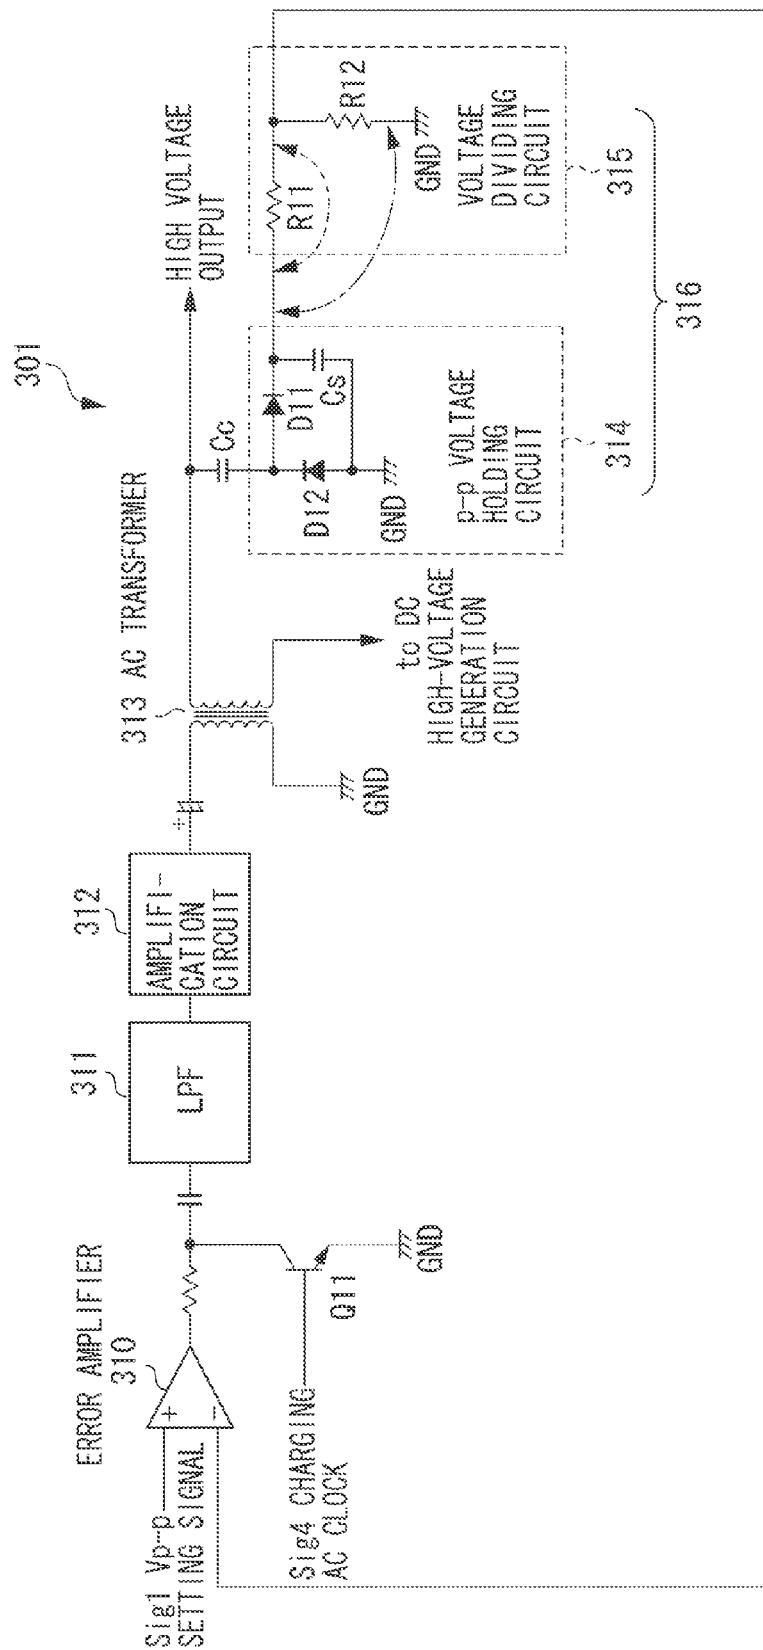 301
ERROR AMPLIFIER
310
Sig1 Vp-p
SETTING SIGNAL
+
-
Sig4 CHARGING
AC CLOCK
Q11
GND
311
LPF
312
AMPLIFI-
CATION
CIRCUIT
+
313 AC TRANSFORMER
GND
to DC
HIGH-VOLTAGE
GENERATION
CIRCUIT
HIGH VOLTAGE
OUTPUT
Cc
D11
D12
Cs
GND
p-p VOLTAGE
HOLDING
CIRCUIT
314
R11
R12
GND
VOLTAGE
DIVIDING
CIRCUIT
315
316